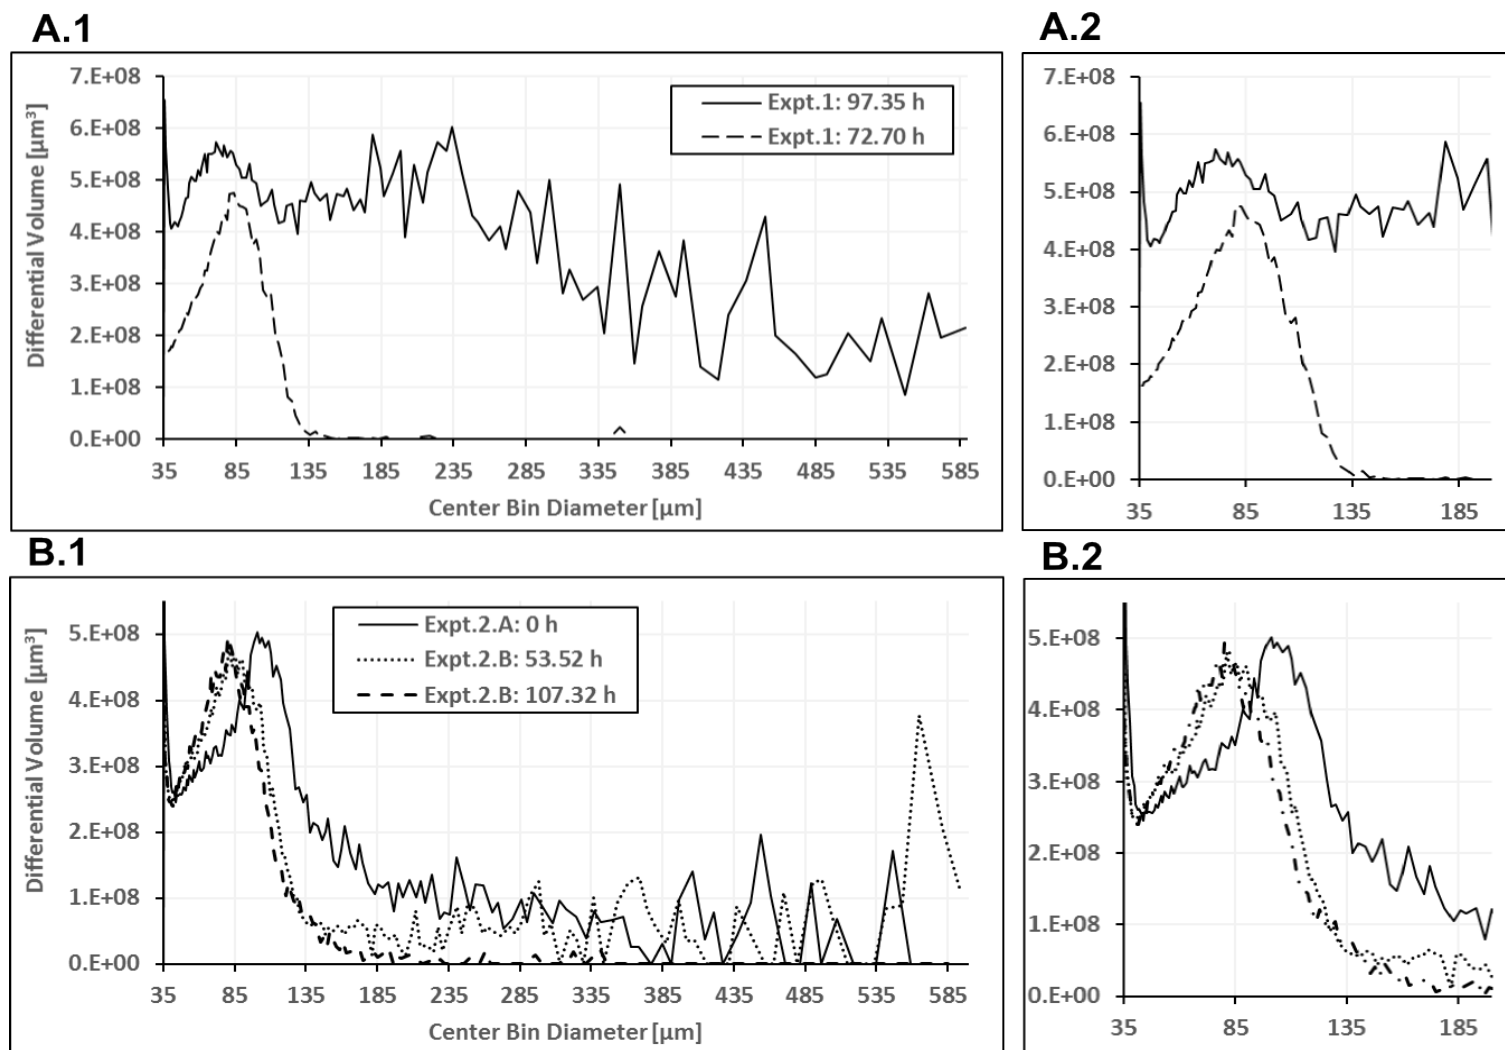 A.1
Differential Volume [µm³]
7.E+08
6.E+08
5.E+08
4.E+08
3.E+08
2.E+08
1.E+08
0.E+00
Expt.1: 97.35 h
Expt.1: 72.70 h
35 85 135 185 235 285 335 385 435 485 535 585
Center Bin Diameter [µm]
A.2
7.E+08
6.E+08
5.E+08
4.E+08
3.E+08
2.E+08
1.E+08
0.E+00
35 85 135 185
B.1
Differential Volume [µm³]
5.E+08
4.E+08
3.E+08
2.E+08
1.E+08
0.E+00
Expt.2.A: 0 h
Expt.2.B: 53.52 h
Expt.2.B: 107.32 h
35 85 135 185 235 285 335 385 435 485 535 585
Center Bin Diameter [µm]
B.2
5.E+08
4.E+08
3.E+08
2.E+08
1.E+08
0.E+00
35 85 135 185